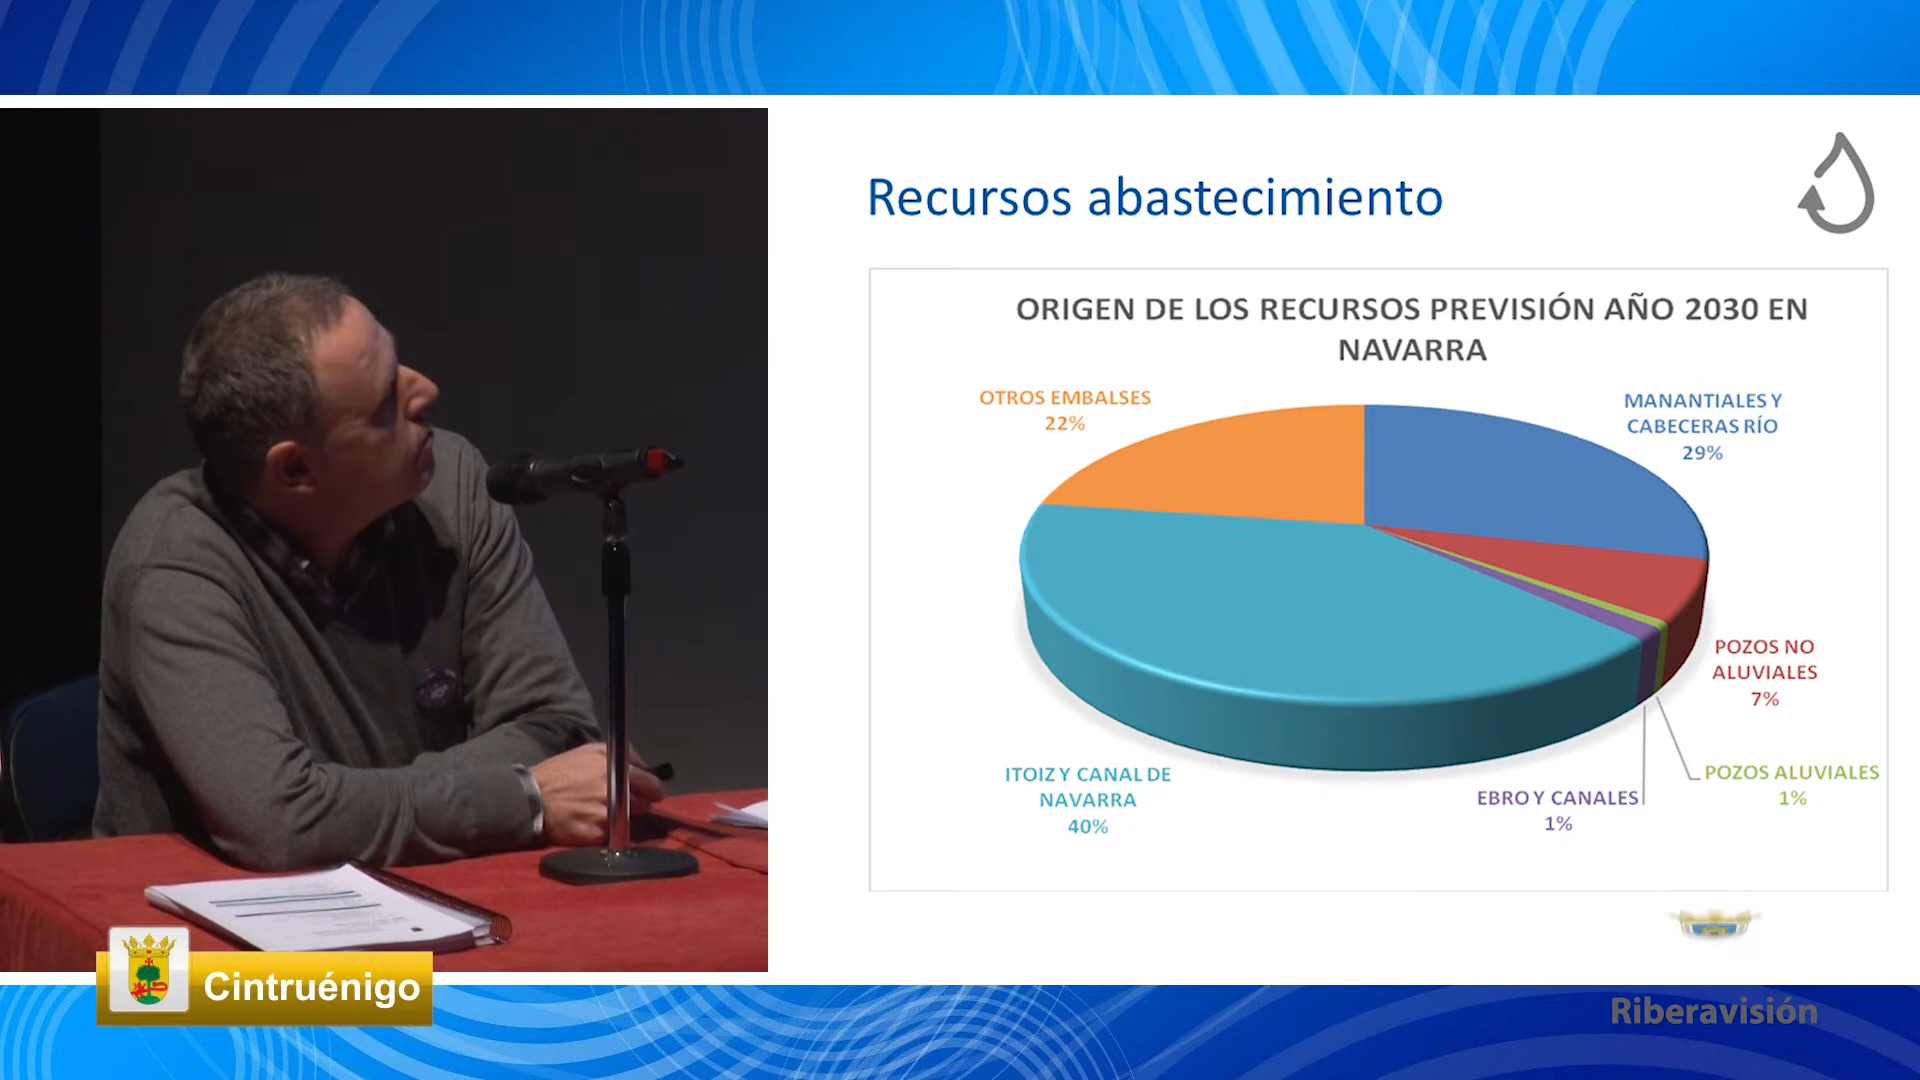 Recursos abastecimiento
ORIGEN DE LOS RECURSOS PREVISIÓN AÑO 2030 EN
NAVARRA
OTROS EMBALSES
22%
MANANTIALES Y
CABECERAS RÍO
29%
POZOS NO
ALUVIALES
7%
POZOS ALUVIALES
1%
EBRO Y CANALES
1%
ITOIZ Y CANAL DE
NAVARRA
40%
Cintruénigo
Riberavisión